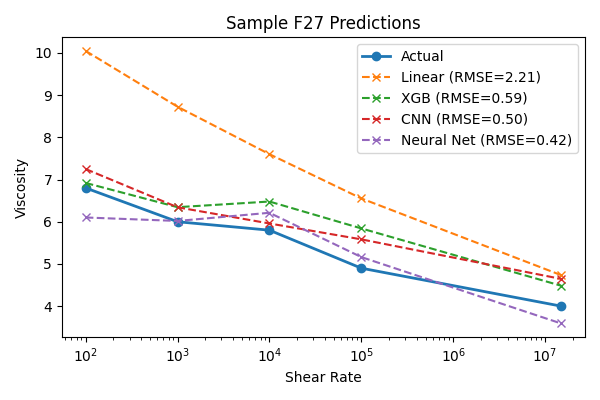 Sample F27 Predictions
Viscosity
10
9
8
7
6
5
4
Actual
Linear (RMSE=2.21)
XGB (RMSE=0.59)
CNN (RMSE=0.50)
Neural Net (RMSE=0.42)
10²
10³
10⁴
10⁵
10⁶
10⁷
Shear Rate